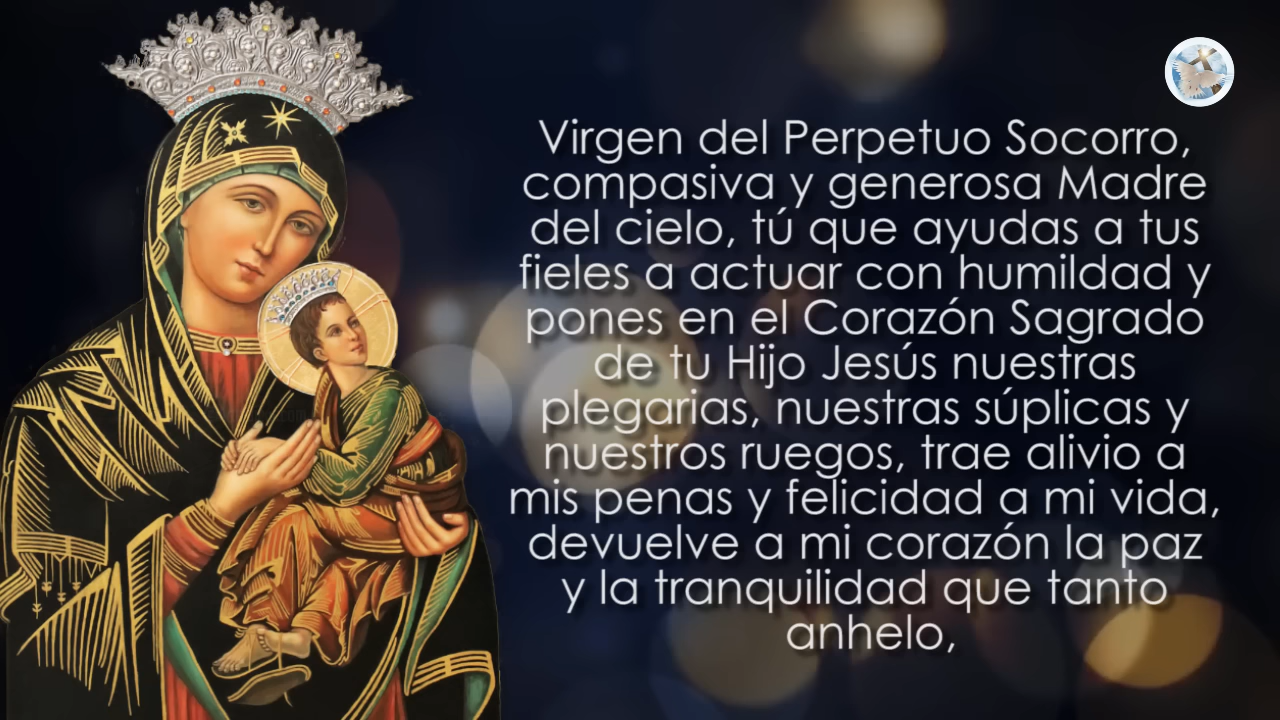 Virgen del Perpetuo Socorro,
compasiva y generosa Madre
del cielo, tú que ayudas a tus
fieles a actuar con humildad y
pones en el Corazón Sagrado
de tu Hijo Jesús nuestras
plegarias, nuestras súplicas y
nuestros ruegos, trae alivio a
mis penas y felicidad a mi vida,
devuelve a mi corazón la paz
y la tranquilidad que tanto
anhelo,